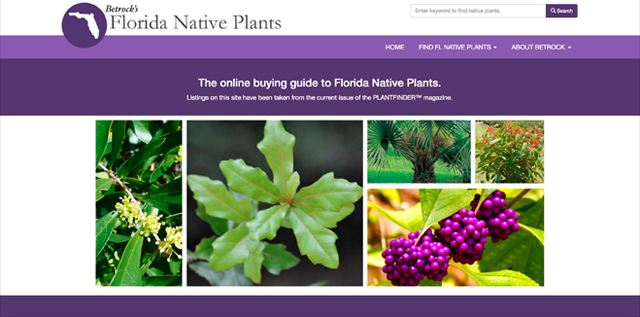 Betrock's
Florida Native Plants
Enter keyword to find native plants.
Search
HOME
FIND FL NATIVE PLANTS
ABOUT BETROCK
The online buying guide to Florida Native Plants.
Listings on this site have been taken from the current issue of the PLANTFINDER™ magazine.